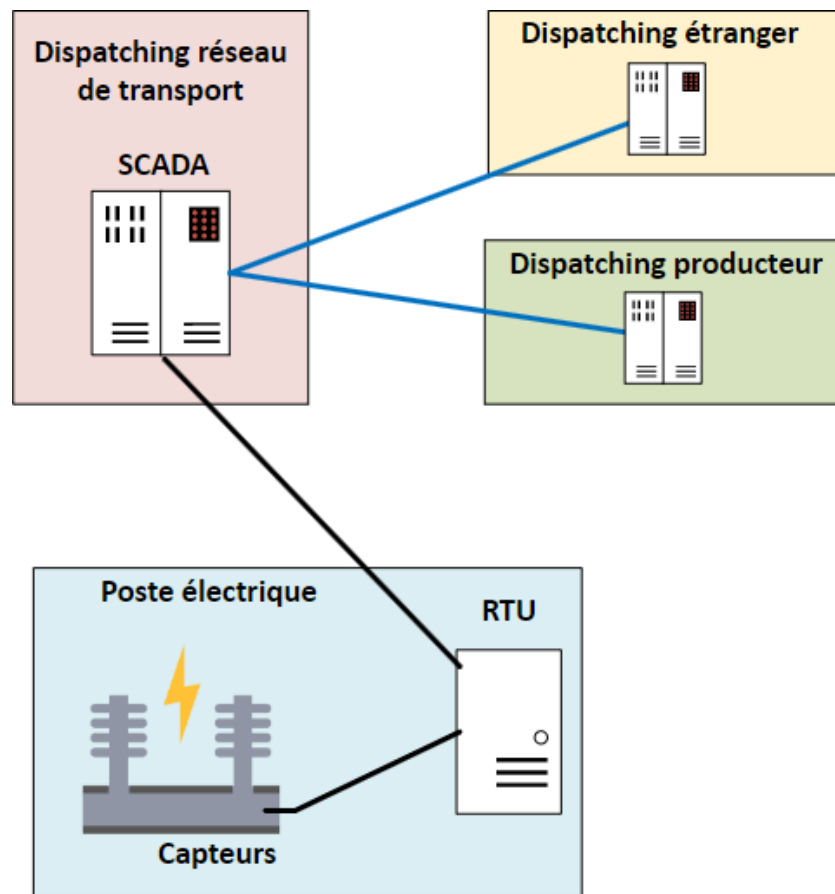 Dispatching réseau
de transport
SCADA
Dispatching étranger
Dispatching producteur
Poste électrique
RTU
Capteurs